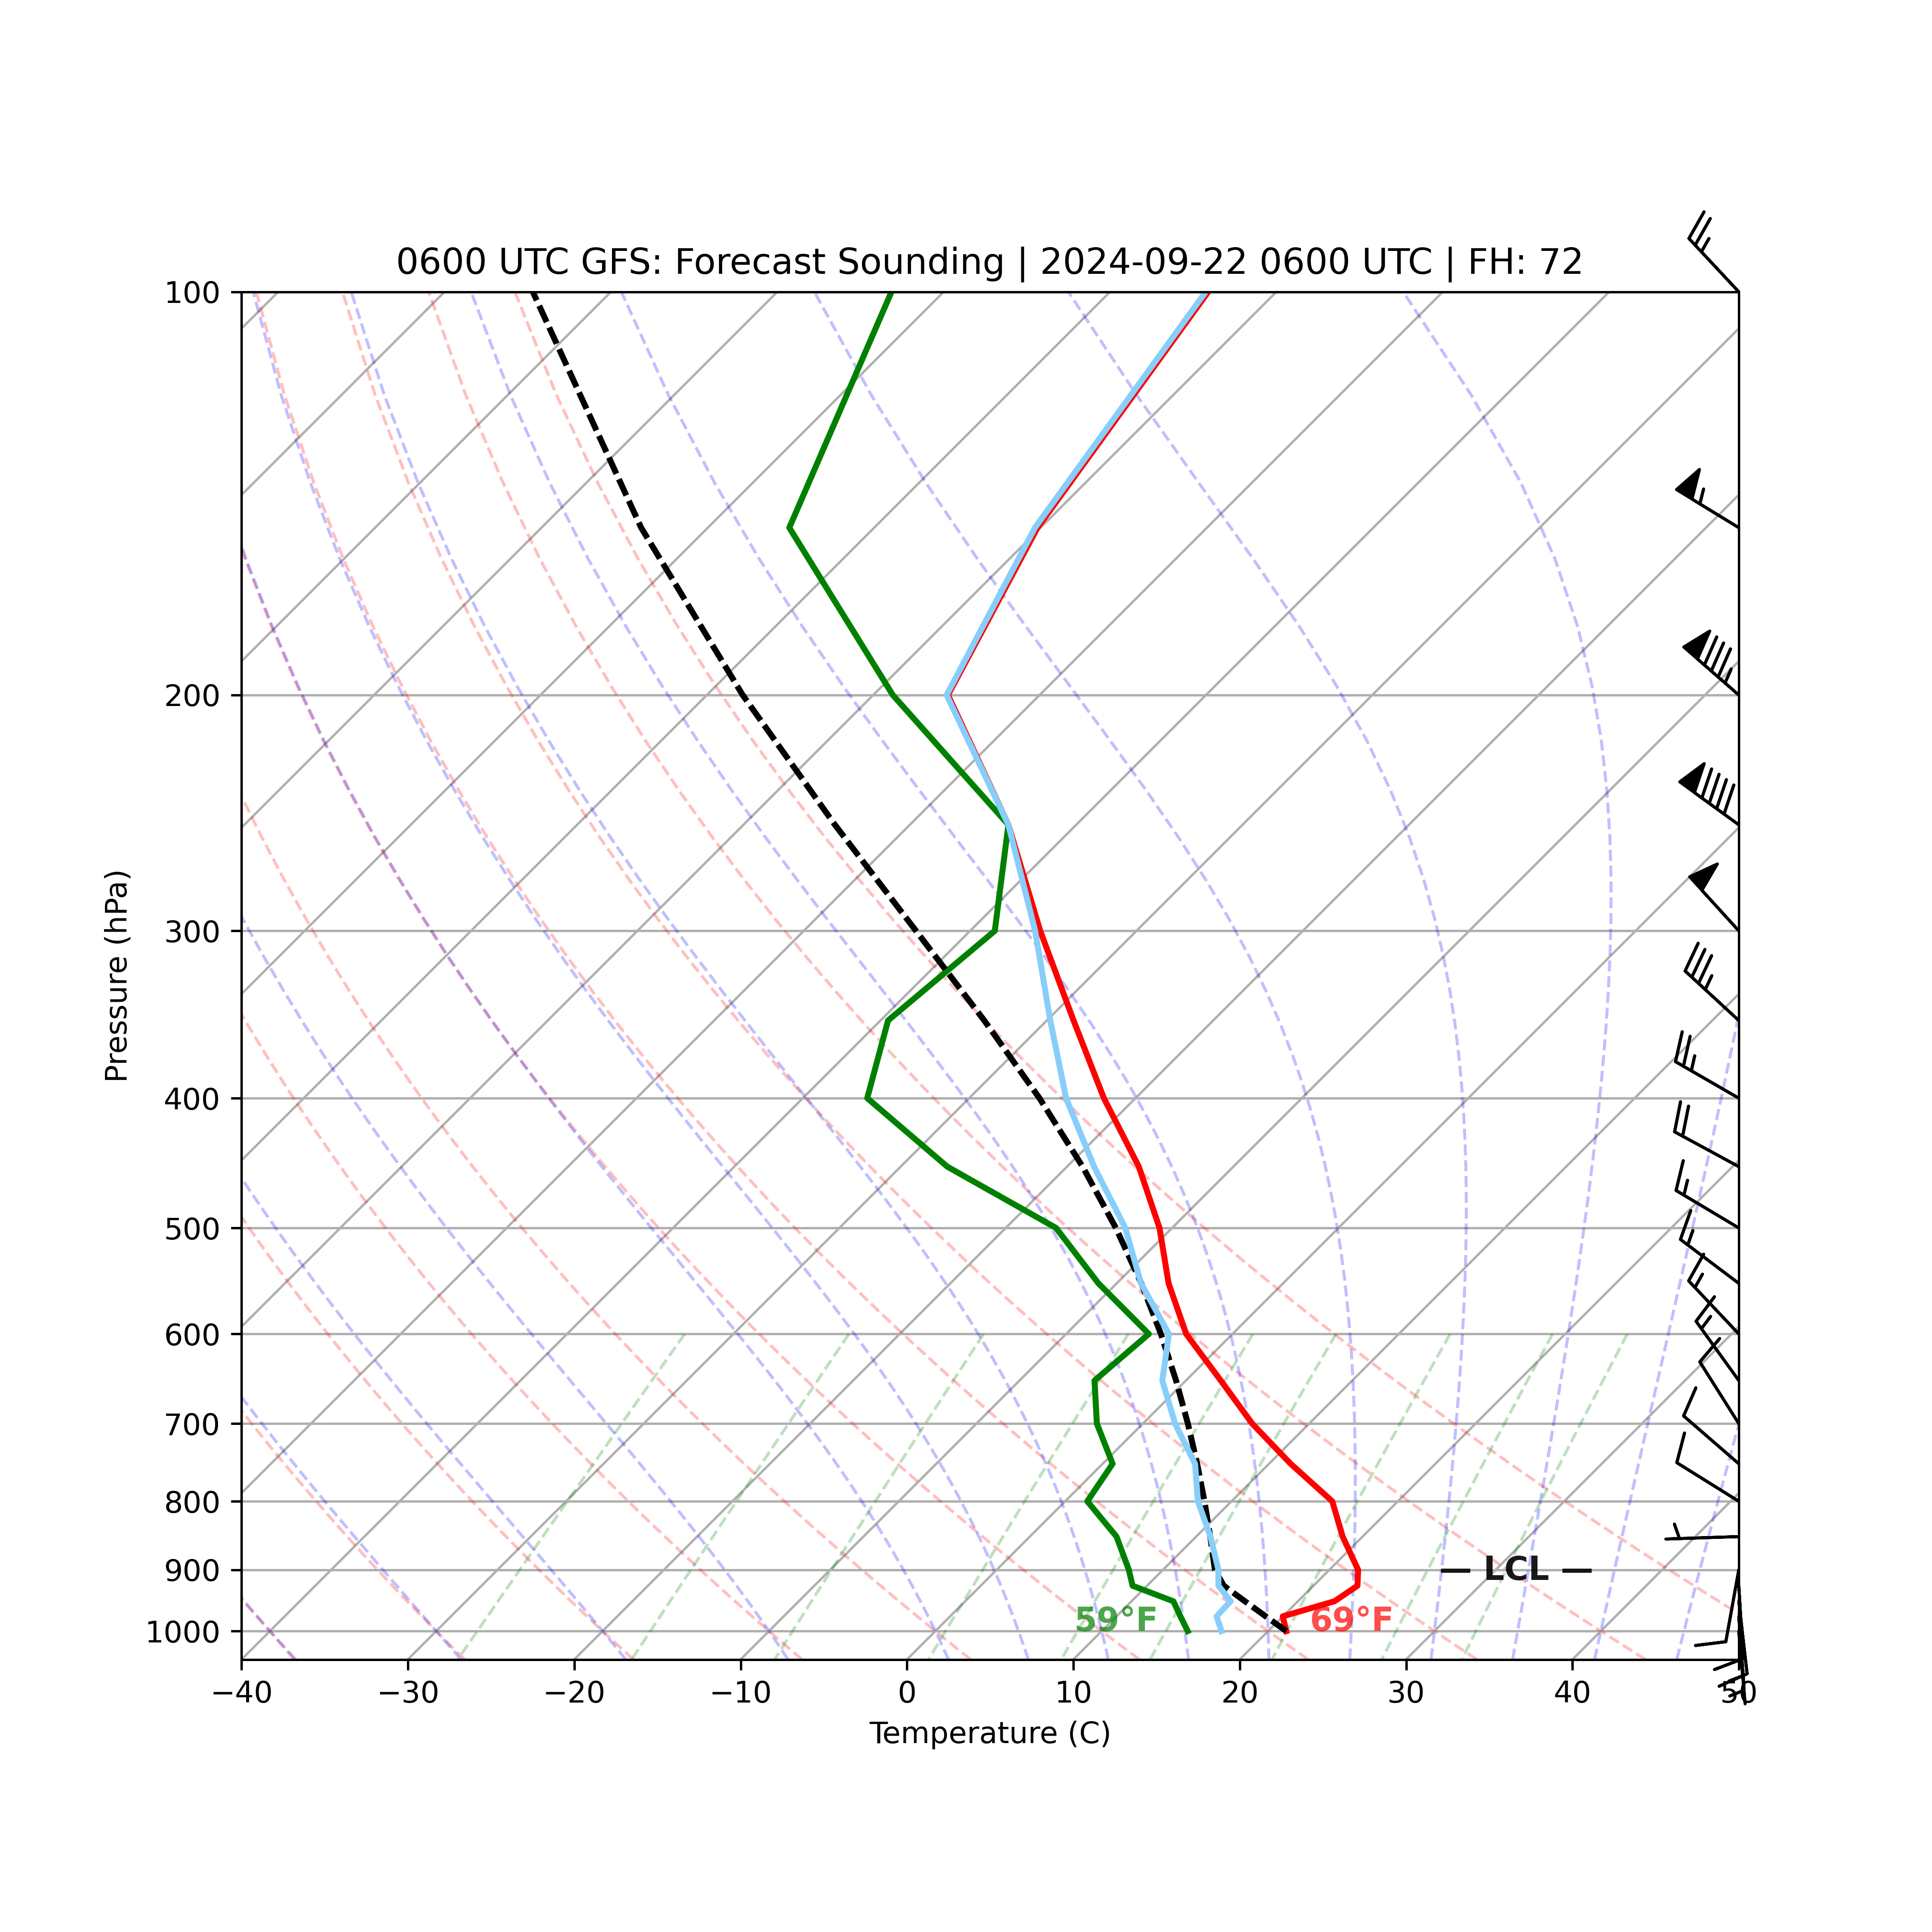 0600 UTC GFS: Forecast Sounding | 2024-09-22 0600 UTC | FH: 72
100
200
300
400
500
600
700
800
900
1000
Pressure (hPa)
— LCL —
59°F
69°F
−40 −30 −20 −10 0 10 20 30 40 50
Temperature (C)